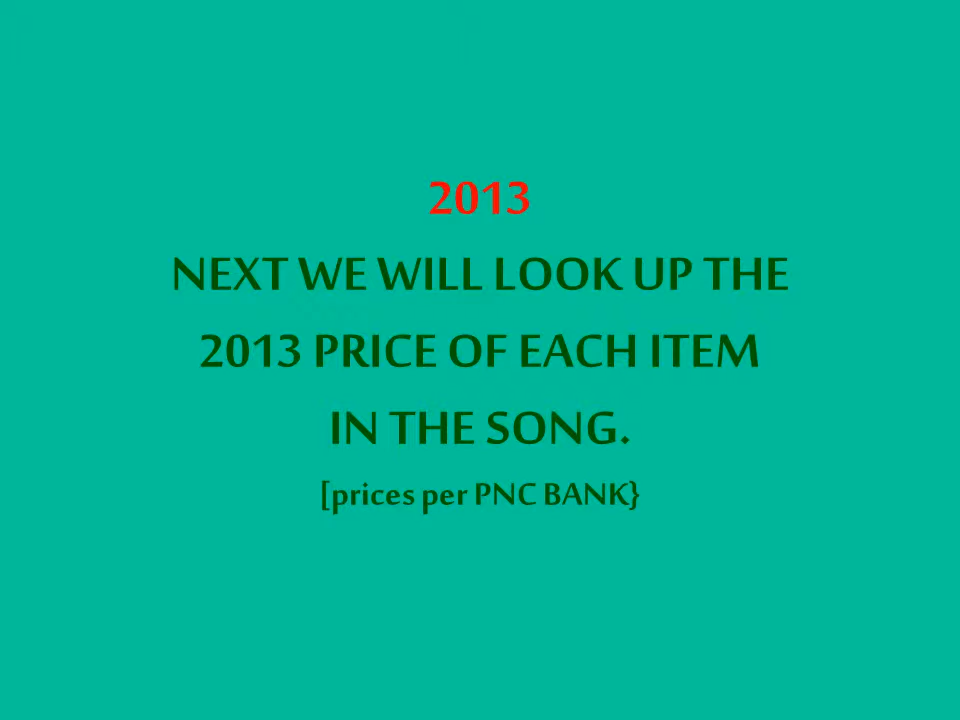 2013
NEXT WE WILL LOOK UP THE
2013 PRICE OF EACH ITEM
IN THE SONG.
[prices per PNC BANK}